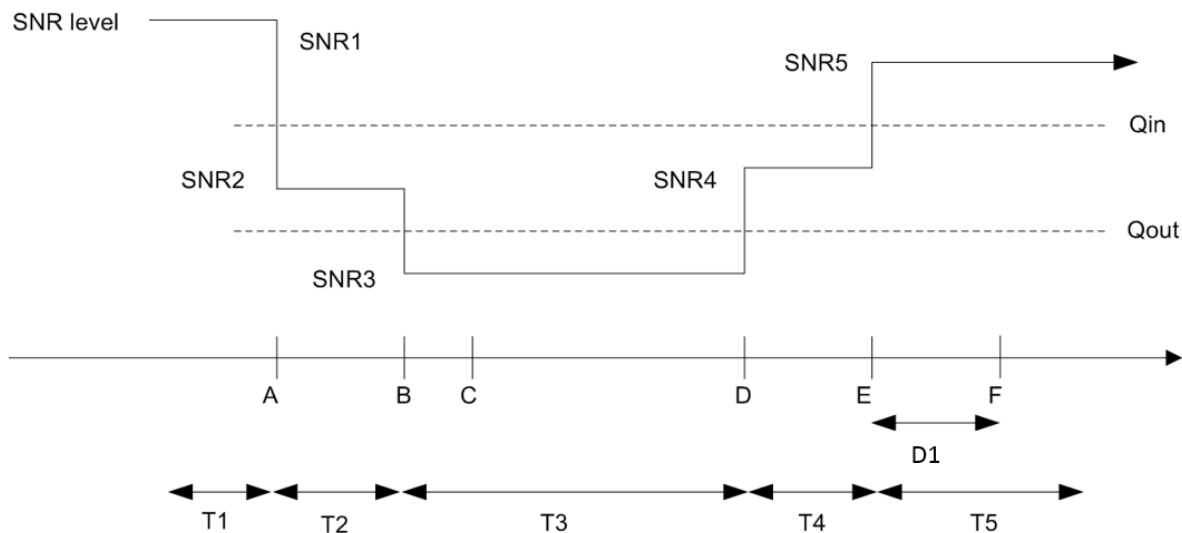 SNR level
SNR1
SNR5
Qin
SNR2
SNR4
Qout
SNR3
A
B
C
D
E
F
D1
T1
T2
T3
T4
T5